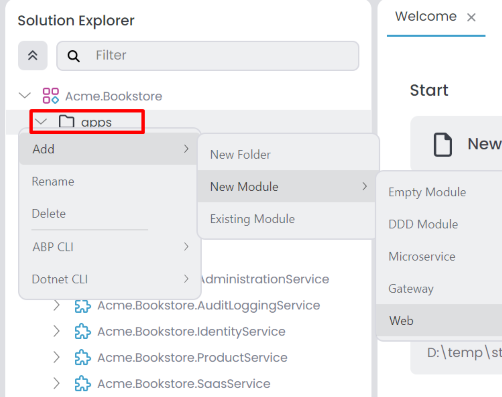 Solution Explorer
Filter
Acme.Bookstore
apps
Add
Rename
Delete
ABP CLI
Dotnet CLI
New Folder
New Module
Existing Module
Empty Module
DDD Module
Microservice
Gateway
Web
AdministrationService
Acme.Bookstore.AuditLoggingService
Acme.Bookstore.IdentityService
Acme.Bookstore.ProductService
Acme.Bookstore.SaasService
Welcome
Start
New
D:\temp\st